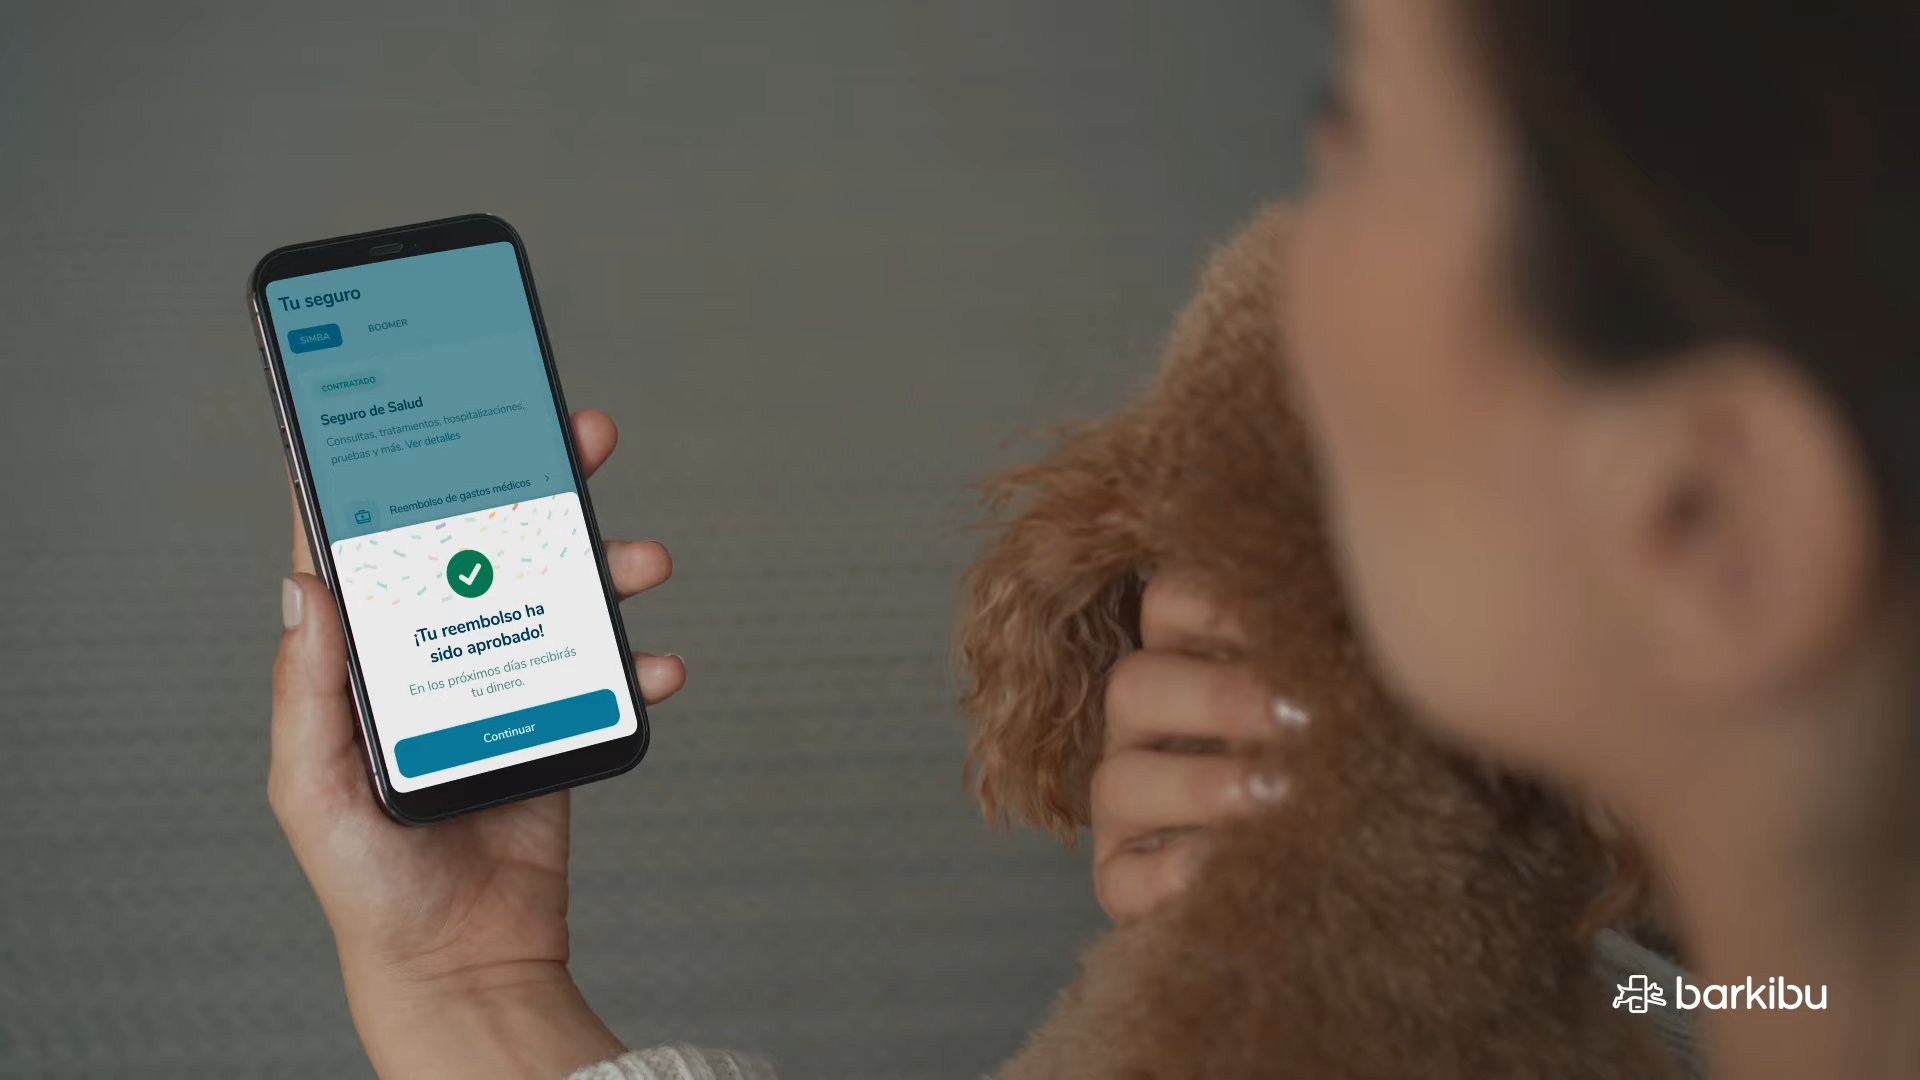 Tu seguro
SIMBA
BOOMER
CONTRATADO
Seguro de Salud
Consultas, tratamientos, hospitalizaciones,
pruebas y más. Ver detalles
Reembolso de gastos médicos
¡Tu reembolso ha
sido aprobado!
En los próximos días recibirás
tu dinero.
Continuar
barkibu